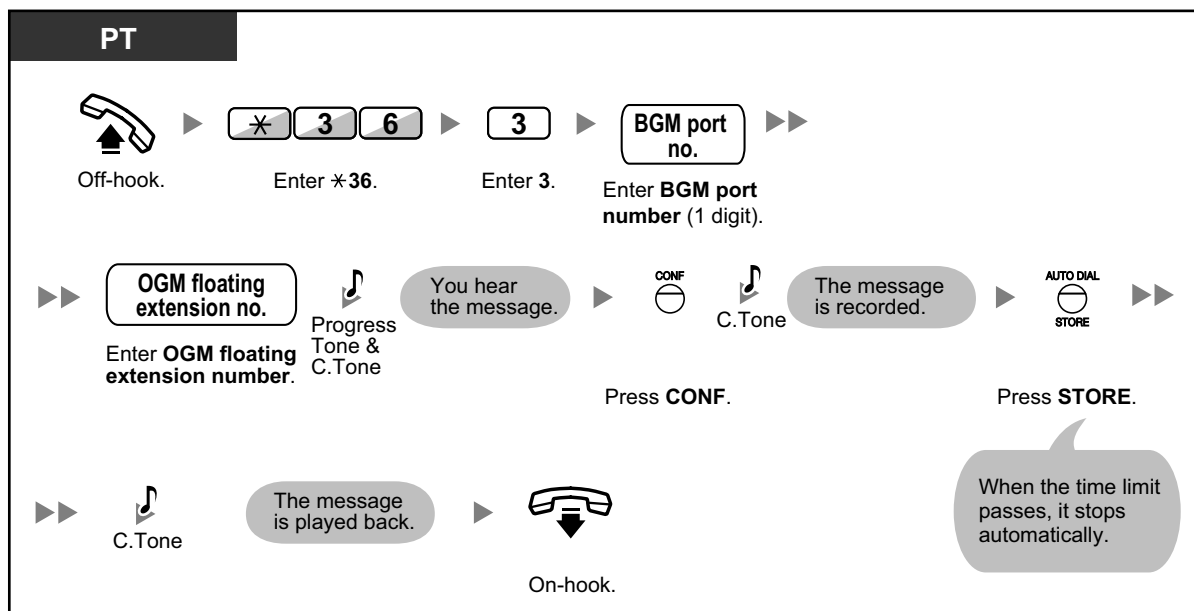 PT
✳ 3 6
3
BGM port
no.
Off-hook.
Enter ✳36.
Enter 3.
Enter BGM port
number (1 digit).
OGM floating
extension no.
Enter OGM floating
extension number.
Progress
Tone &
C.Tone
You hear
the message.
CONF
Press CONF.
C.Tone
The message
is recorded.
AUTO DIAL
STORE
Press STORE.
When the time limit
passes, it stops
automatically.
C.Tone
The message
is played back.
On-hook.